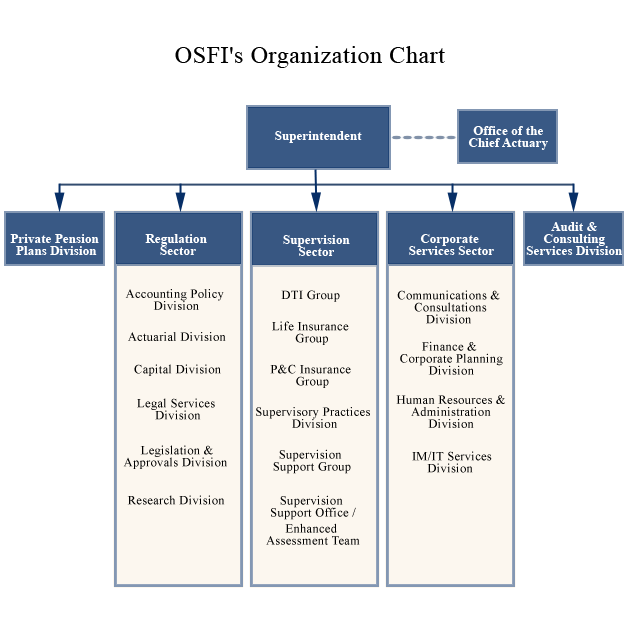 OSFI's Organization Chart
Superintendent
Office of the
Chief Actuary
Private Pension
Plans Division
Regulation
Sector
Accounting Policy
Division
Actuarial Division
Capital Division
Legal Services
Division
Legislation &
Approvals Division
Research Division
Supervision
Sector
DTI Group
Life Insurance
Group
P&C Insurance
Group
Supervisory Practices
Division
Supervision
Support Group
Supervision
Support Office /
Enhanced
Assessment Team
Corporate
Services Sector
Communications &
Consultations
Division
Finance &
Corporate Planning
Division
Human Resources &
Administration
Division
IM/IT Services
Division
Audit &
Consulting
Services Division